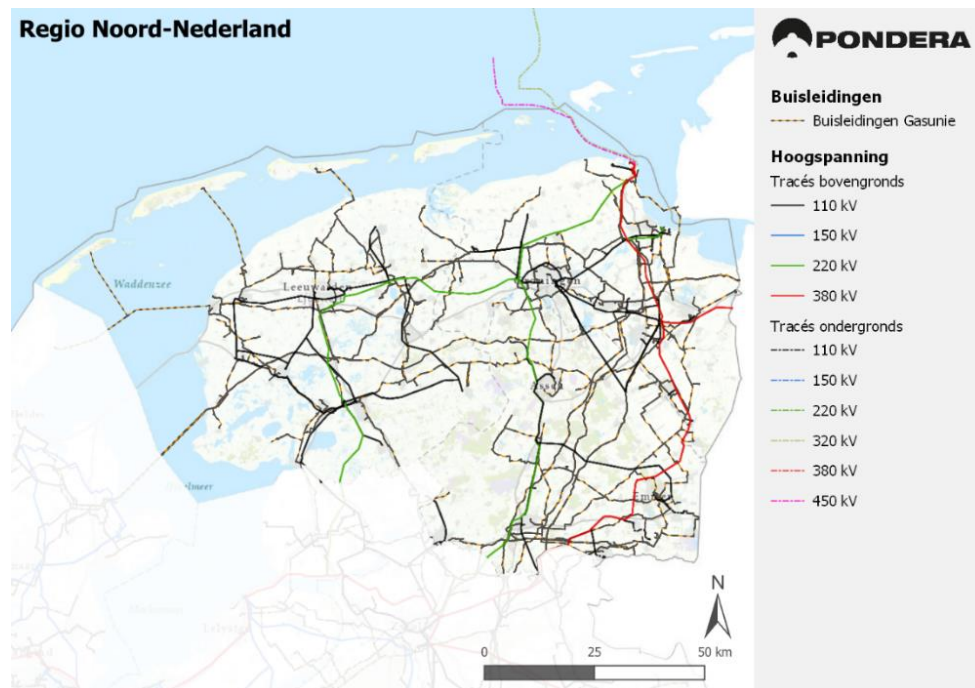 Regio Noord-Nederland
PONDERA
Buisleidingen
Buisleidingen Gasunie
Hoogspanning
Tracés bovengronds
110 kV
150 kV
220 kV
380 kV
Tracés ondergronds
110 kV
150 kV
220 kV
320 kV
380 kV
450 kV
Waddenzee
Leeuwarden
Assen
Emmen
N
0 25 50 km